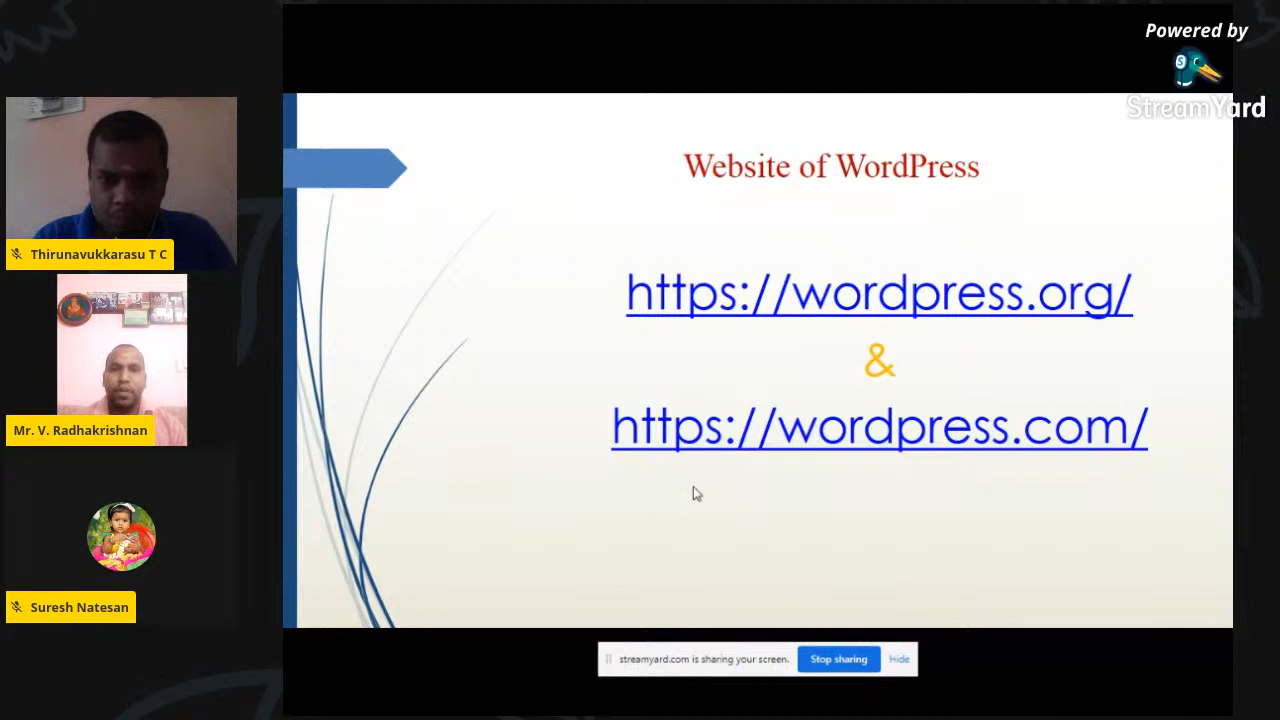 Powered by
StreamYard
Website of WordPress
https://wordpress.org/
&
https://wordpress.com/
Thirunavukkarasu T C
Mr. V. Radhakrishnan
Suresh Natesan
streamyard.com is sharing your screen.
Stop sharing
Hide